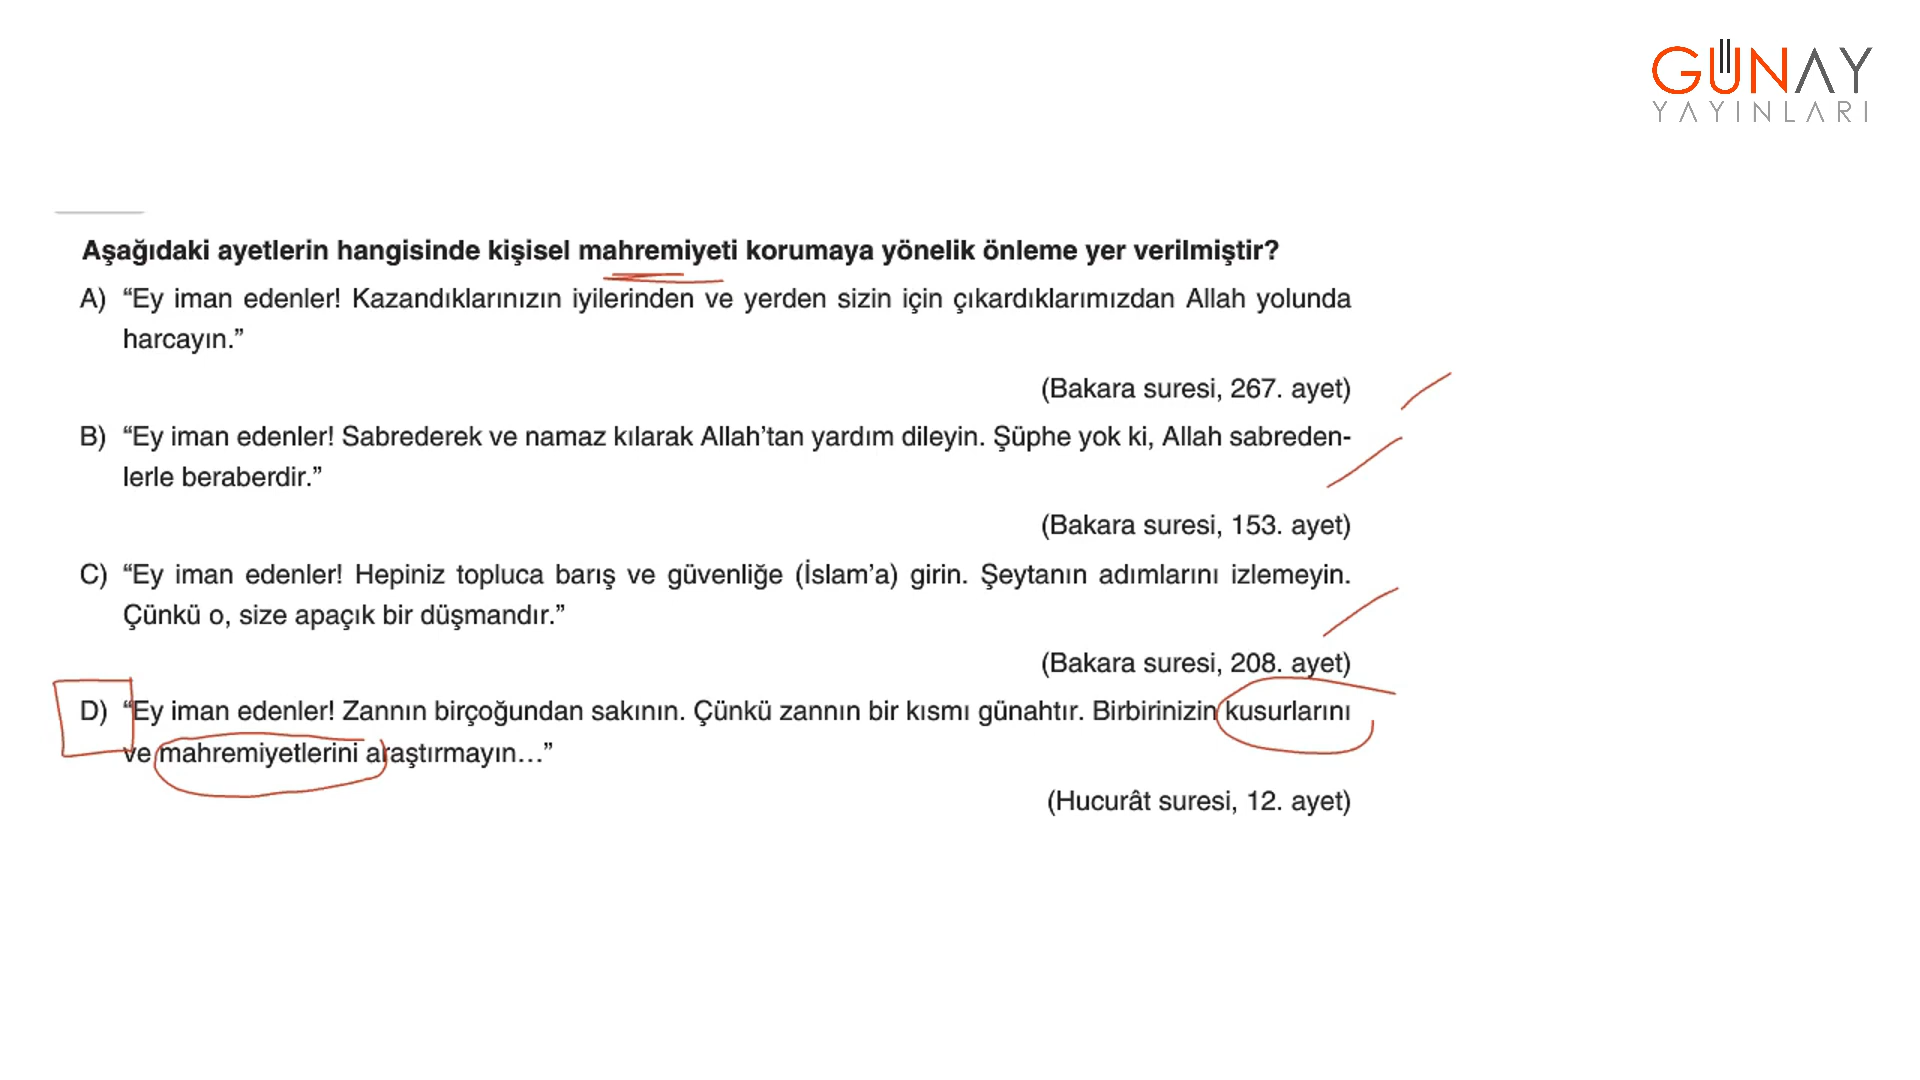 GÜNAY
YAYINLARI
Aşağıdaki ayetlerin hangisinde kişisel mahremiyeti korumaya yönelik önleme yer verilmiştir?
A) “Ey iman edenler! Kazandıklarınızın iyilerinden ve yerden sizin için çıkardıklarımızdan Allah yolunda
harcayın.”
(Bakara suresi, 267. ayet)
B) “Ey iman edenler! Sabrederek ve namaz kılarak Allah’tan yardım dileyin. Şüphe yok ki, Allah sabreden-
lerle beraberdir.”
(Bakara suresi, 153. ayet)
C) “Ey iman edenler! Hepiniz topluca barış ve güvenliğe (İslam’a) girin. Şeytanın adımlarını izlemeyin.
Çünkü o, size apaçık bir düşmandır.”
(Bakara suresi, 208. ayet)
D) “Ey iman edenler! Zannın birçoğundan sakının. Çünkü zannın bir kısmı günahtır. Birbirinizin kusurlarını
ve mahremiyetlerini araştırmayın...”
(Hucurât suresi, 12. ayet)